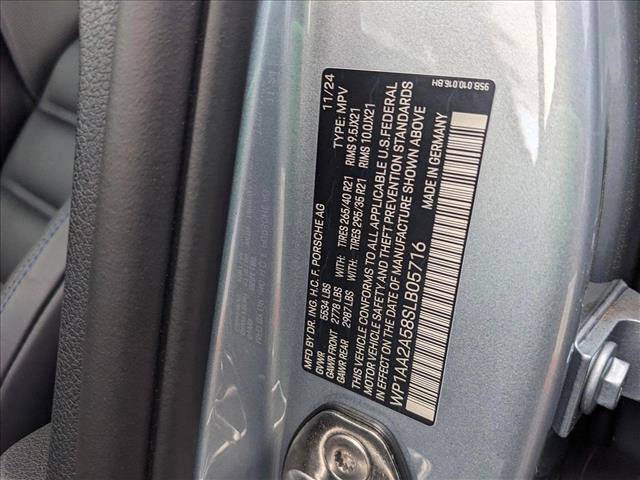 MFD BY DR. ING. H.C. F. PORSCHE AG 11/24
GVWR 5534 LBS TYPE: MPV
GAWR FRONT 2778 LBS WITH: TIRES 265/40 R21 RIMS 9.5JX21
GAWR REAR 2987 LBS WITH: TIRES 295/35 R21 RIMS 10.0JX21
THIS VEHICLE CONFORMS TO ALL APPLICABLE U.S.FEDERAL
MOTOR VEHICLE SAFETY AND THEFT PREVENTION STANDARDS
IN EFFECT ON THE DATE OF MANUFACTURE SHOWN ABOVE
WP1AA2A58SLB05716 MADE IN GERMANY
95B.010.016.BH